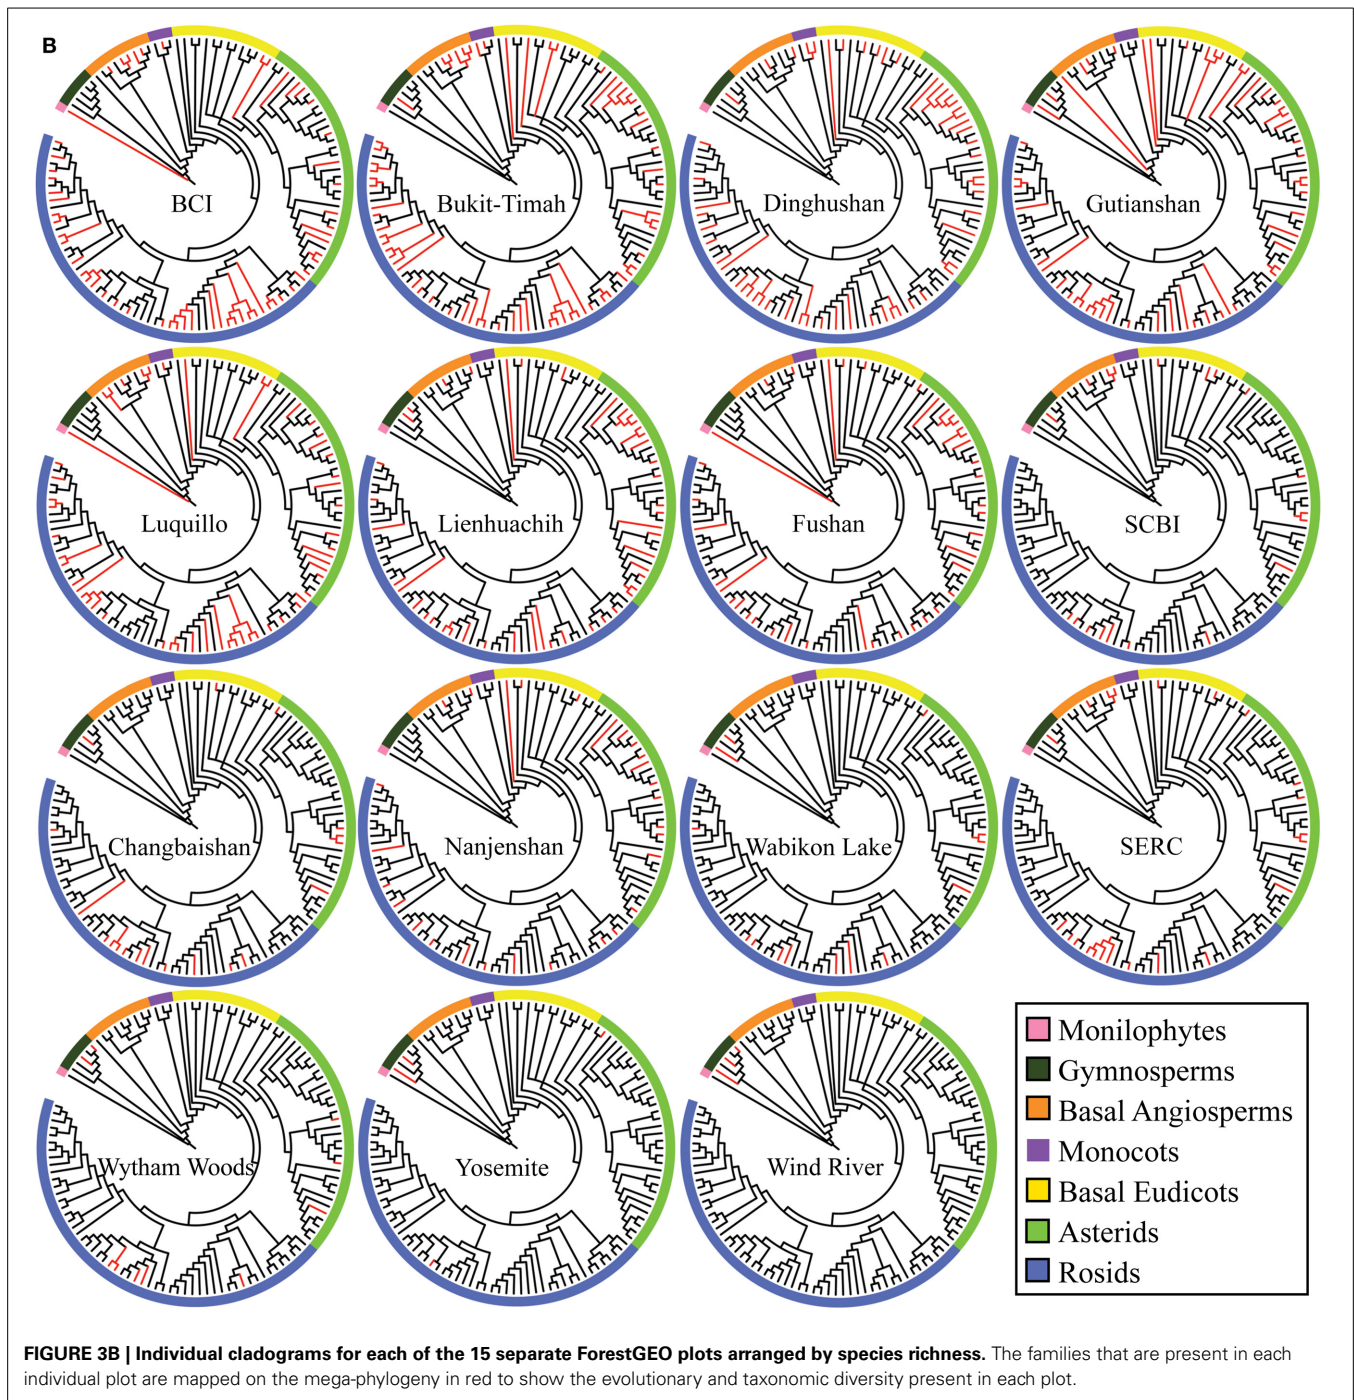 B
BCI
Bukit-Timah
Dinghushan
Gutianshan
Luquillo
Lienhuachih
Fushan
SCBI
Changbaishan
Nanjenshan
Wabikon Lake
SERC
Wytham Woods
Yosemite
Wind River
Monilophytes
Gymnosperms
Basal Angiosperms
Monocots
Basal Eudicots
Asterids
Rosids
FIGURE 3B | Individual cladograms for each of the 15 separate ForestGEO plots arranged by species richness. The families that are present in each
individual plot are mapped on the mega-phylogeny in red to show the evolutionary and taxonomic diversity present in each plot.